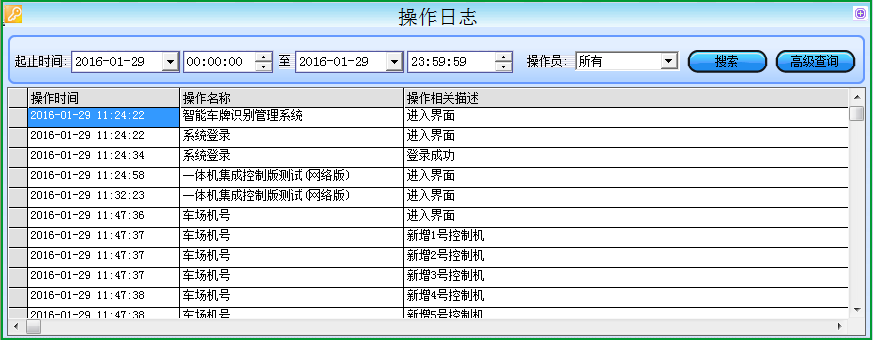 操作日志
起止时间: 2016-01-29 00:00:00 至 2016-01-29 23:59:59 操作员: 所有 搜索 高级查询
操作时间 操作名称 操作相关描述
2016-01-29 11:24:22 智能车牌识别管理系统 进入界面
2016-01-29 11:24:22 系统登录 进入界面
2016-01-29 11:24:34 系统登录 登录成功
2016-01-29 11:24:58 一体机集成控制版测试(网络版) 进入界面
2016-01-29 11:32:23 一体机集成控制版测试(网络版) 进入界面
2016-01-29 11:47:36 车场机号 进入界面
2016-01-29 11:47:37 车场机号 新增1号控制机
2016-01-29 11:47:37 车场机号 新增2号控制机
2016-01-29 11:47:37 车场机号 新增3号控制机
2016-01-29 11:47:38 车场机号 新增4号控制机
2016-01-29 11:47:38 车场机号 新增5号控制机